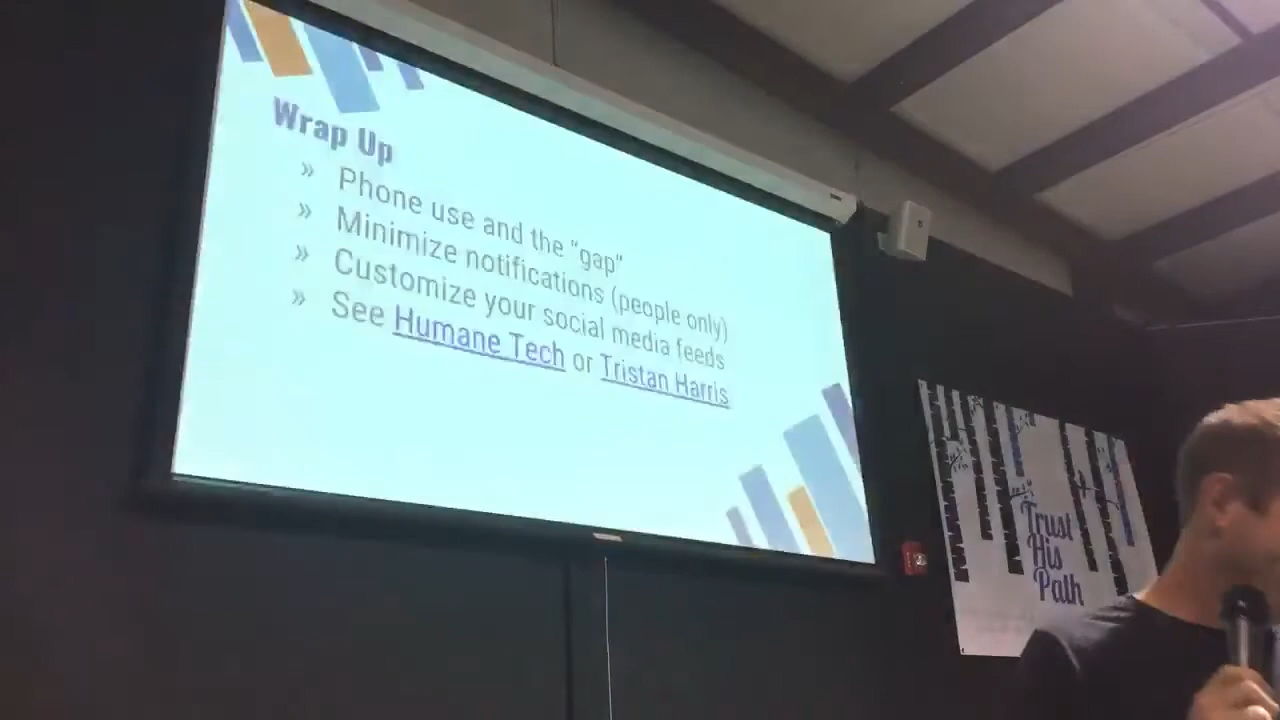 Wrap Up
» Phone use and the "gap"
» Minimize notifications (people only)
» Customize your social media feeds
» See Humane Tech or Tristan Harris
Trust
His
Path